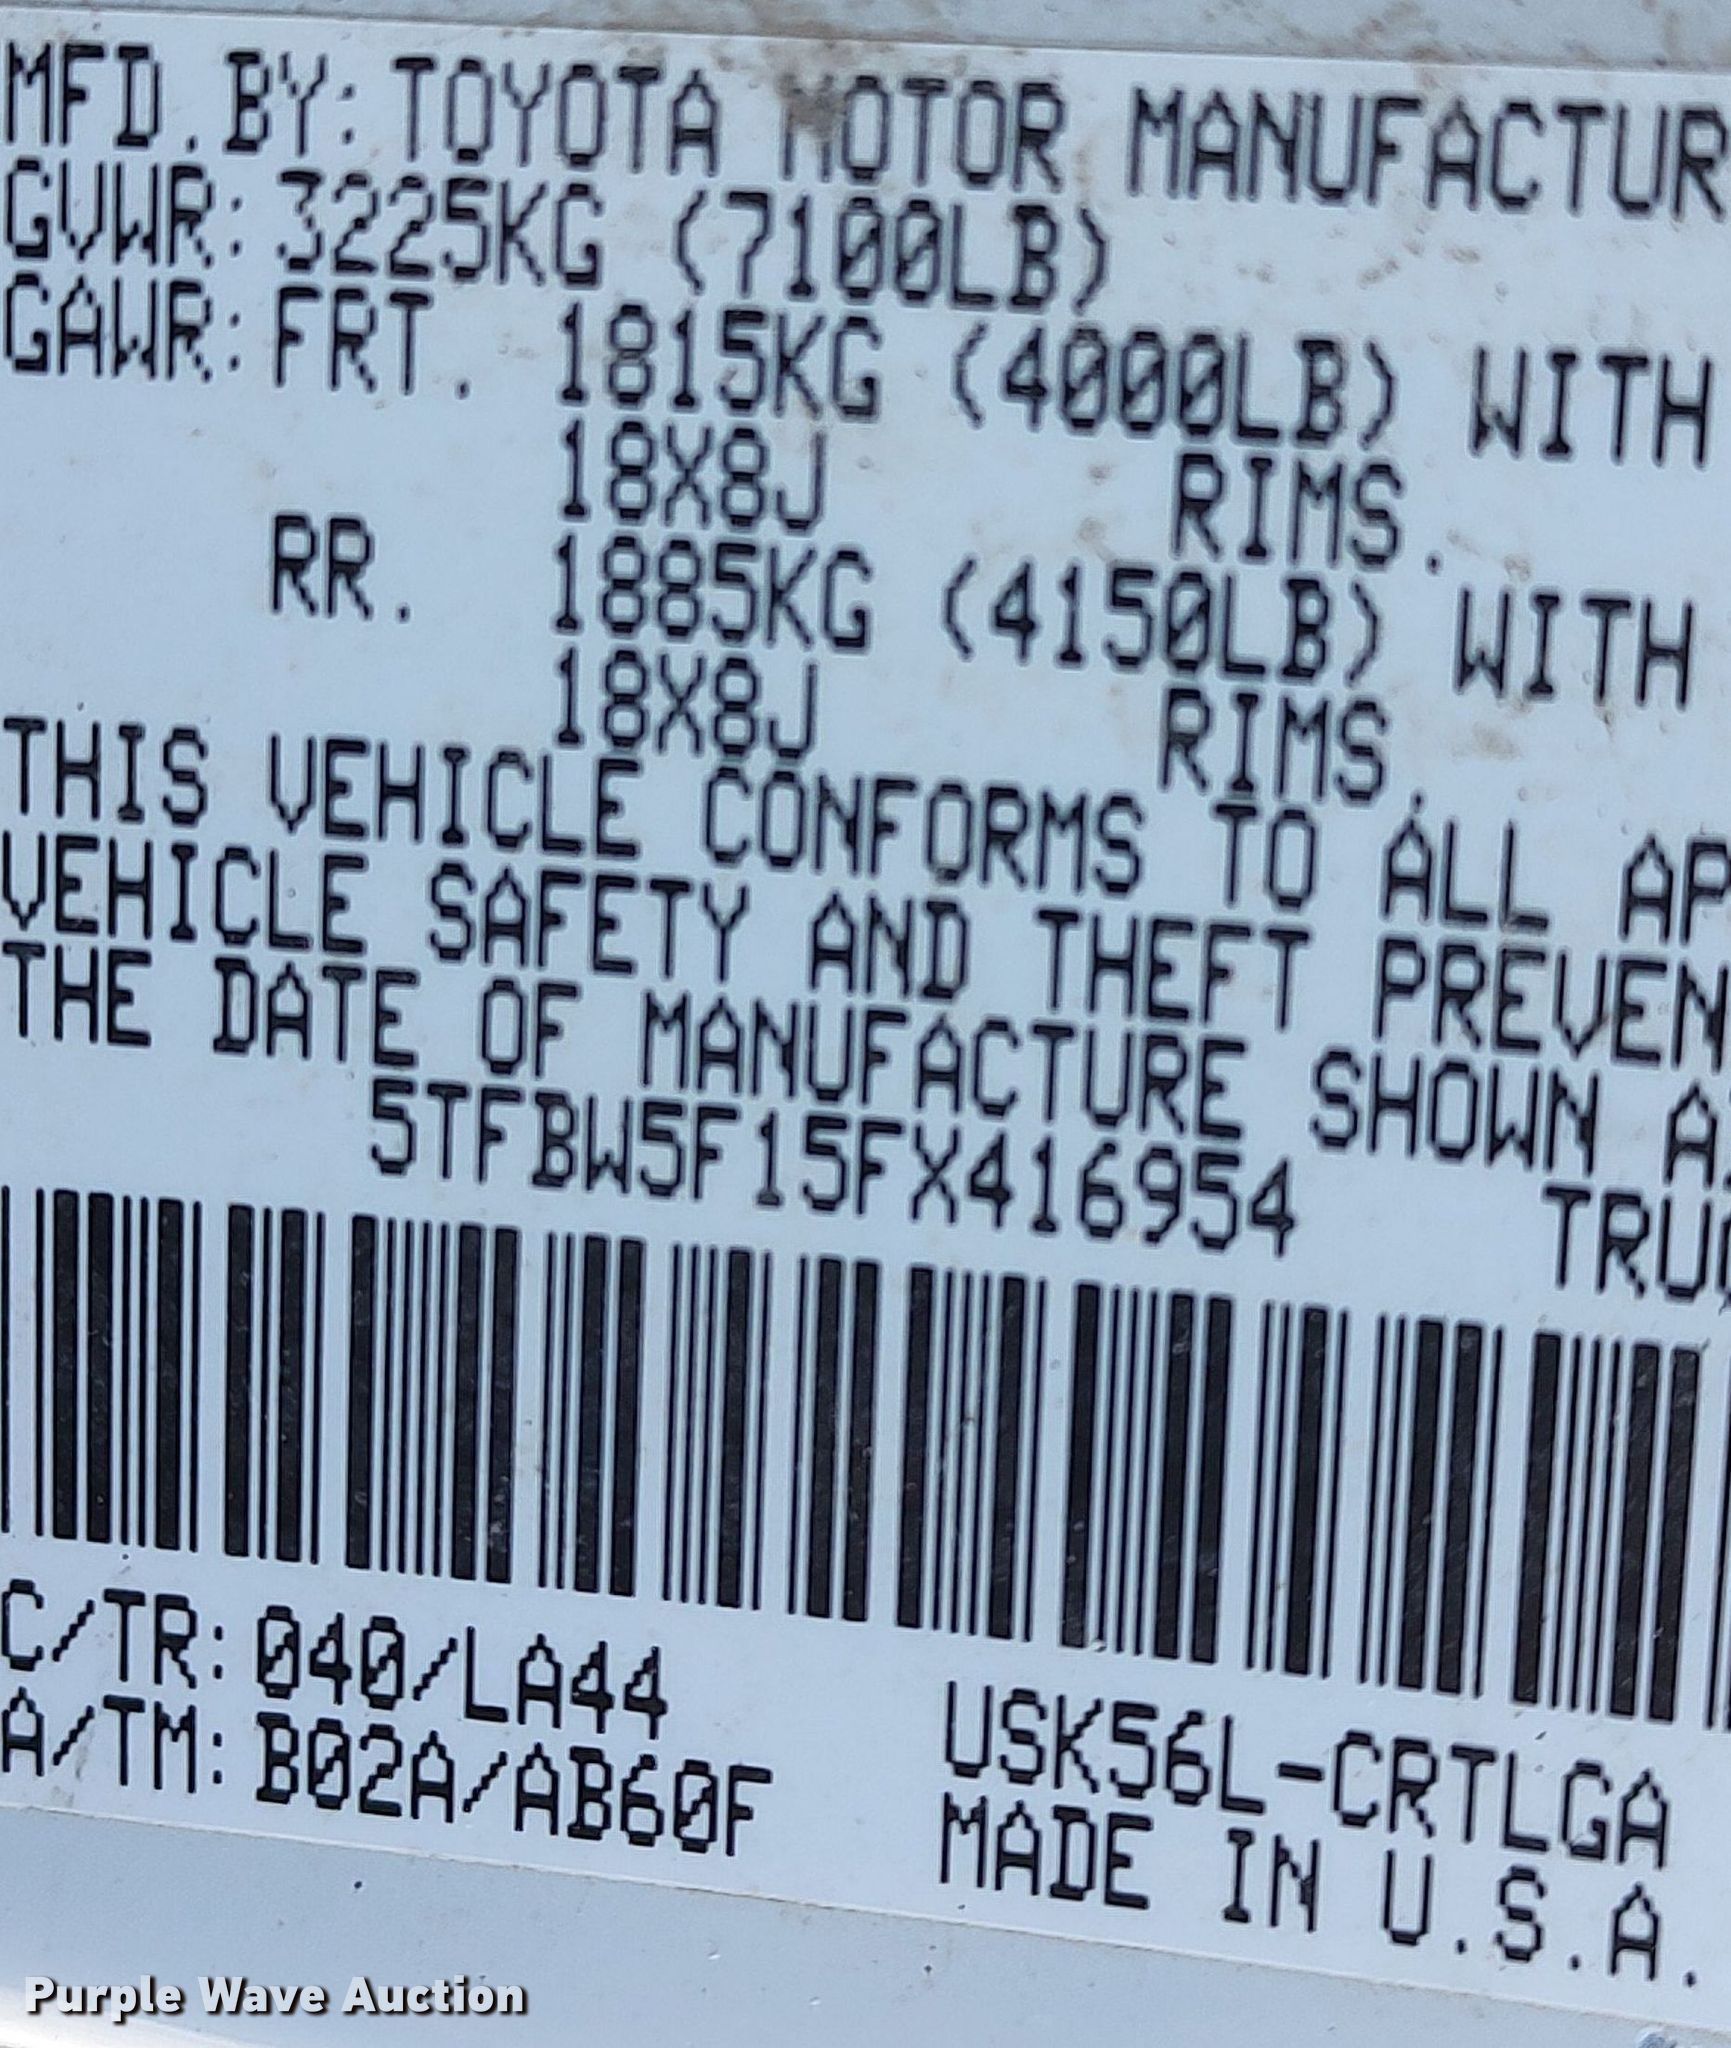 MFD.BY: TOYOTA MOTOR MANUFACTUR
GVWR: 3225KG (7100LB)
GAWR: FRT. 1815KG (4000LB) WITH
18X8J RIMS.
RR. 1885KG (4150LB) WITH
18X8J RIMS.
THIS VEHICLE CONFORMS TO ALL AP
VEHICLE SAFETY AND THEFT PREVEN
THE DATE OF MANUFACTURE SHOWN A
5TFBW5F15FX416954 TRUC
C/TR: 040/LA44
A/TM: B02A/AB60F
USK56L-CRTLGA
MADE IN U.S.A.
Purple Wave Auction